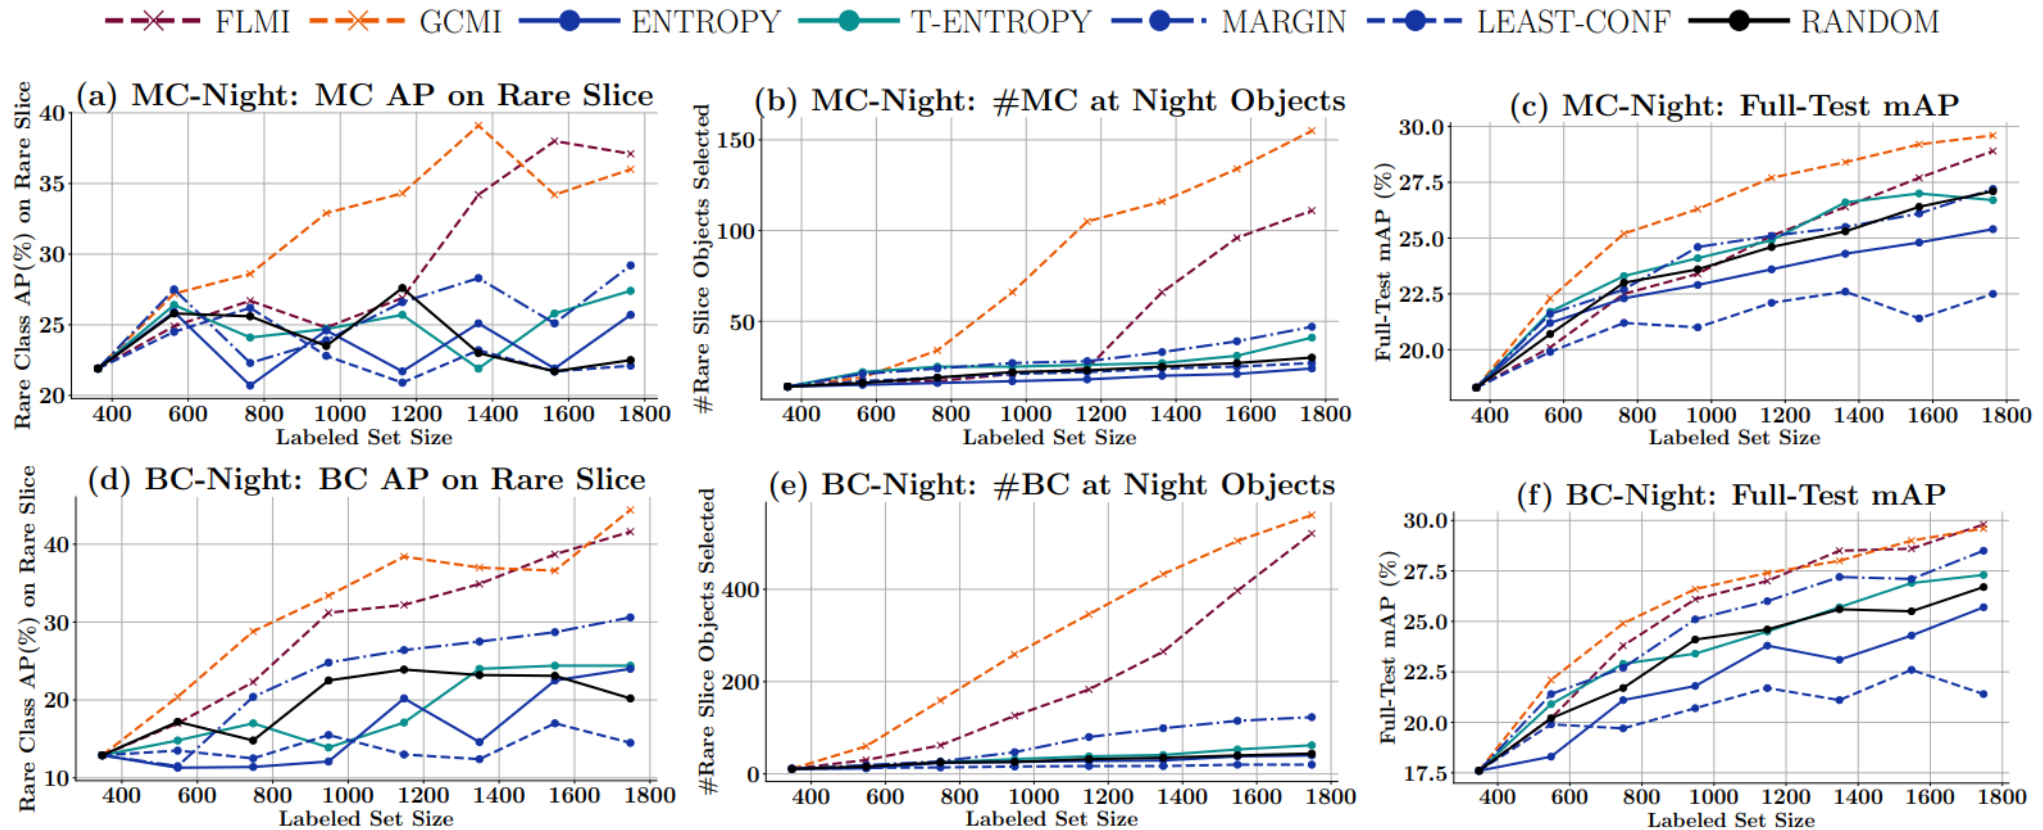 FLMI GCMI ENTROPY T-ENTROPY MARGIN LEAST-CONF RANDOM
(a) MC-Night: MC AP on Rare Slice
Rare Class AP(%) on Rare Slice
40
35
30
25
20
400 600 800 1000 1200 1400 1600 1800
Labeled Set Size
(b) MC-Night: #MC at Night Objects
#Rare Slice Objects Selected
150
100
50
400 600 800 1000 1200 1400 1600 1800
Labeled Set Size
(c) MC-Night: Full-Test mAP
Full-Test mAP (%)
30.0
27.5
25.0
22.5
20.0
400 600 800 1000 1200 1400 1600 1800
Labeled Set Size
(d) BC-Night: BC AP on Rare Slice
Rare Class AP(%) on Rare Slice
40
30
20
10
400 600 800 1000 1200 1400 1600 1800
Labeled Set Size
(e) BC-Night: #BC at Night Objects
#Rare Slice Objects Selected
400
200
0
400 600 800 1000 1200 1400 1600 1800
Labeled Set Size
(f) BC-Night: Full-Test mAP
Full-Test mAP (%)
30.0
27.5
25.0
22.5
20.0
17.5
400 600 800 1000 1200 1400 1600 1800
Labeled Set Size